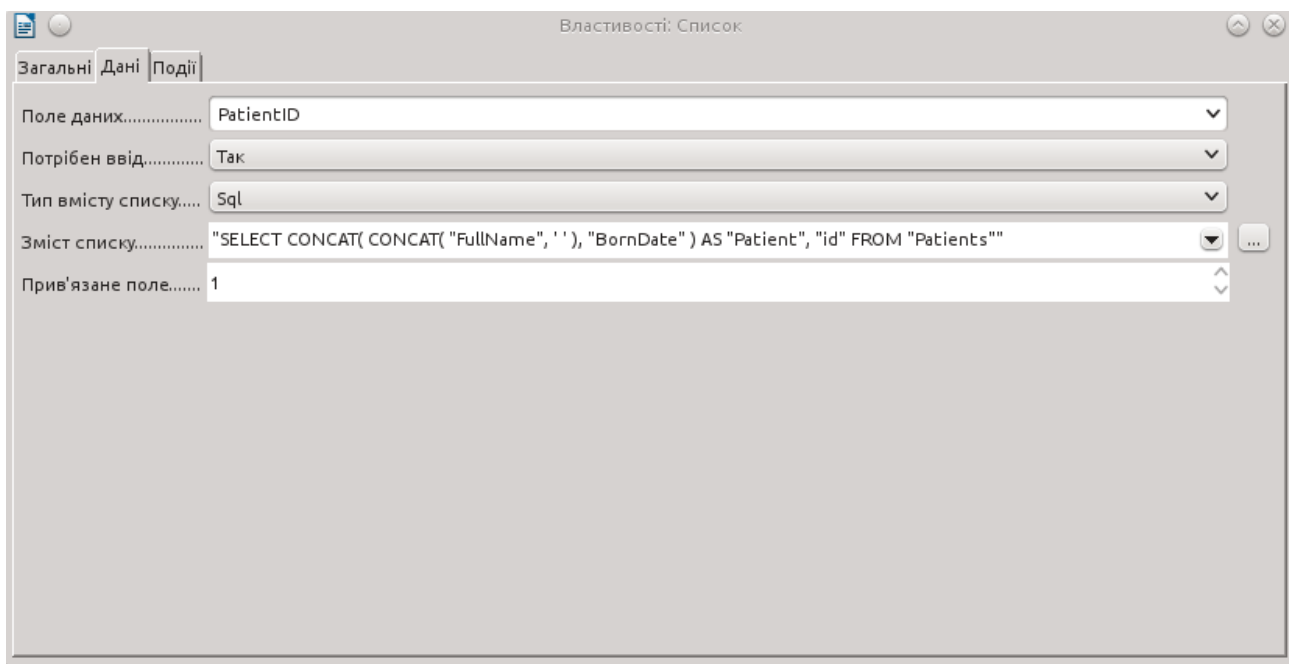 Властивості: Список
Загальні Дані Події
Поле даних................. PatientID
Потрібен ввід............. Так
Тип вмісту списку..... Sql
Зміст списку............... "SELECT CONCAT( CONCAT( "FullName", ' ' ), "BornDate" ) AS "Patient", "id" FROM "Patients"" ...
Прив'язане поле....... 1